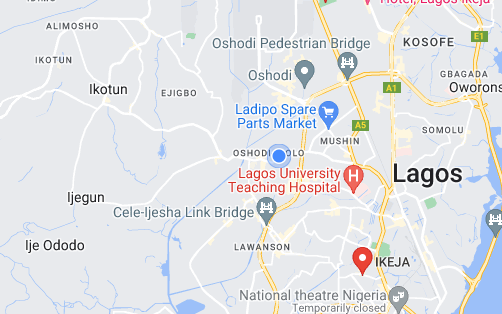 Hotel, Lagos Ikeja
ALIMOSHO
Oshodi Pedestrian Bridge
KOSOFE
E1
IKOTUN
Oshodi
GBAGADA
Ikotun
EJIGBO
A1
Oworons
Ladipo Spare
Parts Market
A5
SOMOLU
MUSHIN
OSHODI
OLO
Lagos University
Teaching Hospital
H
Lagos
Ijegun
Cele-Ijesha Link Bridge
Ije Ododo
LAWANSON
IKEJA
National theatre Nigeria
Temporarily closed